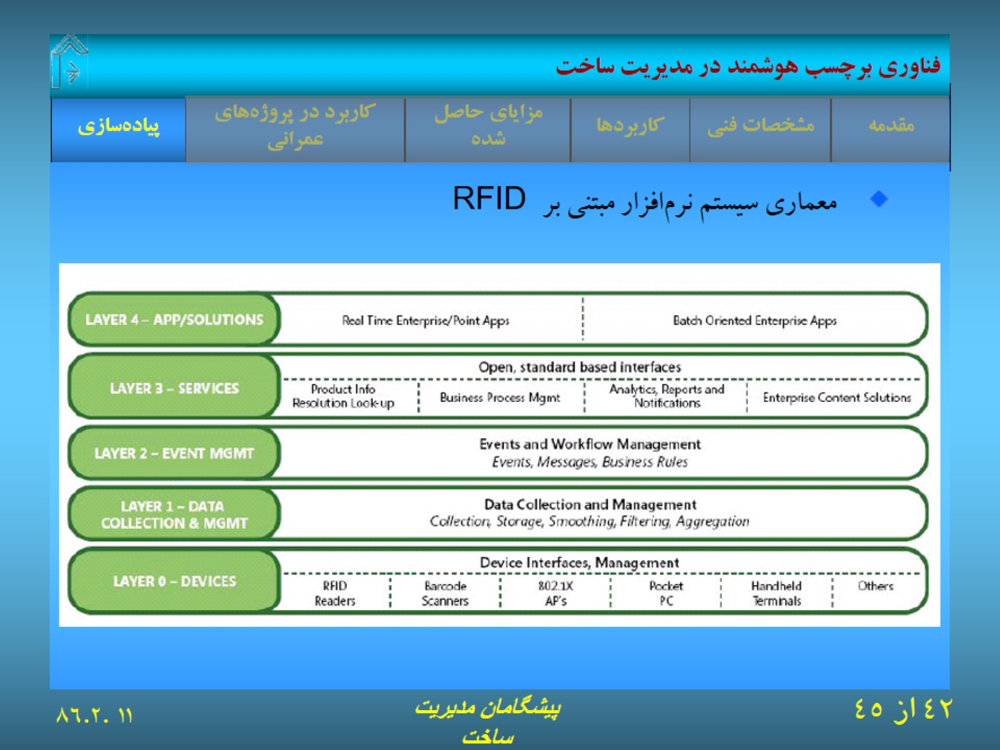 فناوری برچسب هوشمند در مدیریت ساخت
مقدمه
مشخصات فنی
کاربردها
مزایای حاصل
شده
کاربرد در پروژه‌های
عمرانی
پیاده‌سازی
معماری سیستم نرم‌افزار مبتنی بر RFID
LAYER 4 – APP/SOLUTIONS
Real Time Enterprise/Point Apps
Batch Oriented Enterprise Apps
LAYER 3 – SERVICES
Open, standard based interfaces
Product Info
Resolution Look-up
Business Process Mgmt
Analytics, Reports and
Notifications
Enterprise Content Solutions
LAYER 2 – EVENT MGMT
Events and Workflow Management
Events, Messages, Business Rules
LAYER 1 – DATA
COLLECTION & MGMT
Data Collection and Management
Collection, Storage, Smoothing, Filtering, Aggregation
LAYER 0 – DEVICES
Device Interfaces, Management
RFID
Readers
Barcode
Scanners
802.1X
AP's
Pocket
PC
Handheld
Terminals
Others
٤٢ از ٤٥
پیشگامان مدیریت
ساخت
٨٦.٢. ١١